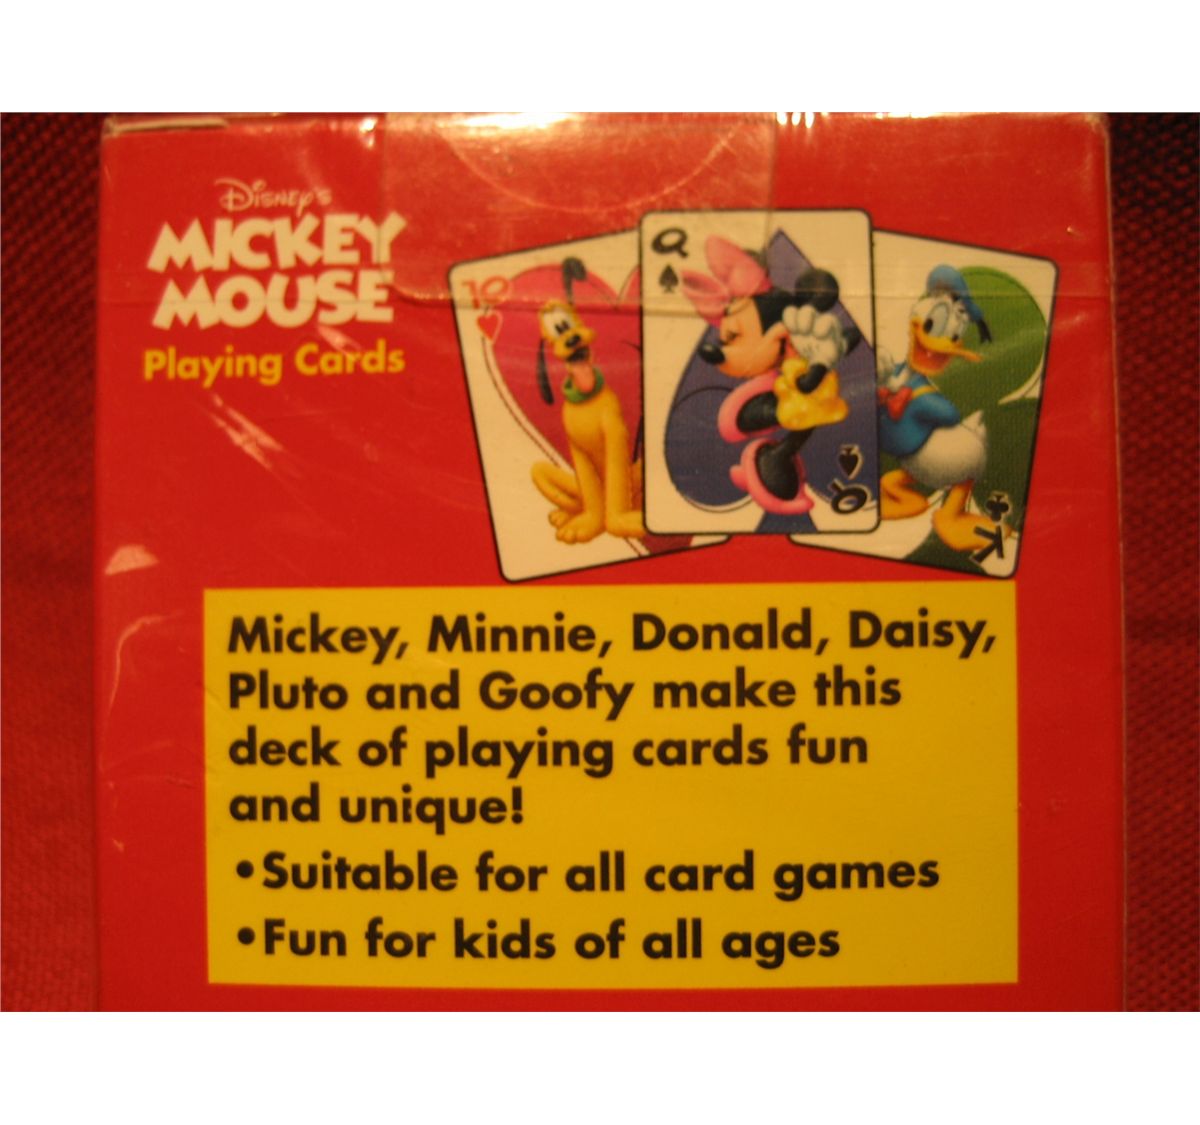 Disney's
MICKEY
MOUSE
Playing Cards
10
Q
Q
K
Mickey, Minnie, Donald, Daisy,
Pluto and Goofy make this
deck of playing cards fun
and unique!
•Suitable for all card games
•Fun for kids of all ages